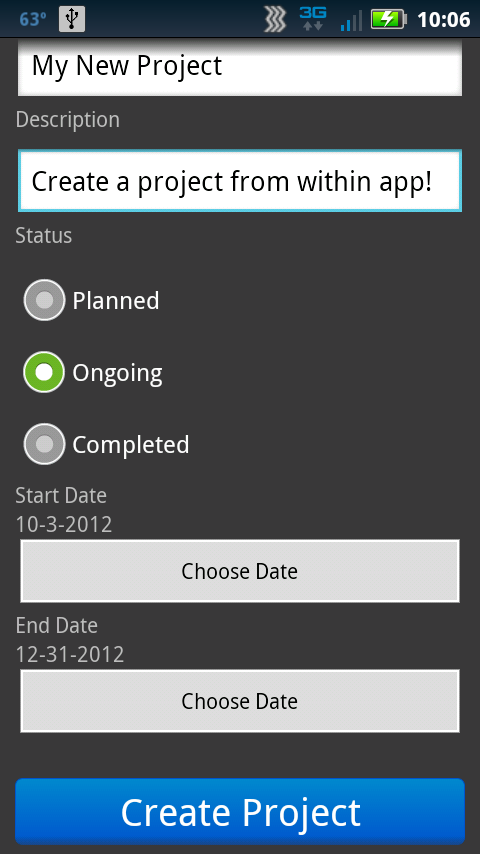 63°
3G
10:06
My New Project
Description
Create a project from within app!
Status
Planned
Ongoing
Completed
Start Date
10-3-2012
Choose Date
End Date
12-31-2012
Choose Date
Create Project